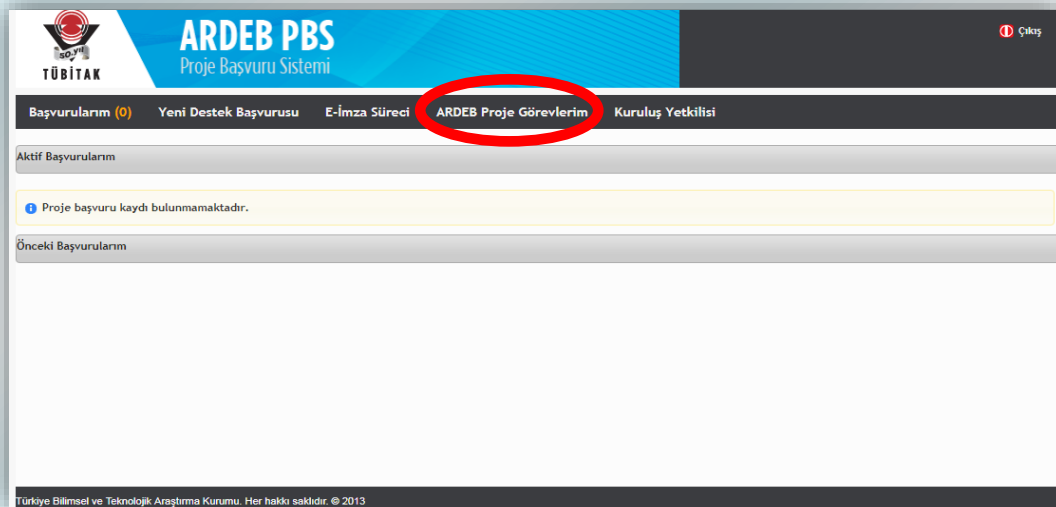 50.yıl
TÜBİTAK
ARDEB PBS
Proje Başvuru Sistemi
Çıkış
Başvurularım (0) Yeni Destek Başvurusu E-İmza Süreci ARDEB Proje Görevlerim Kuruluş Yetkilisi
Aktif Başvurularım
Proje başvuru kaydı bulunmamaktadır.
Önceki Başvurularım
Türkiye Bilimsel ve Teknolojik Araştırma Kurumu. Her hakkı saklıdır. © 2013